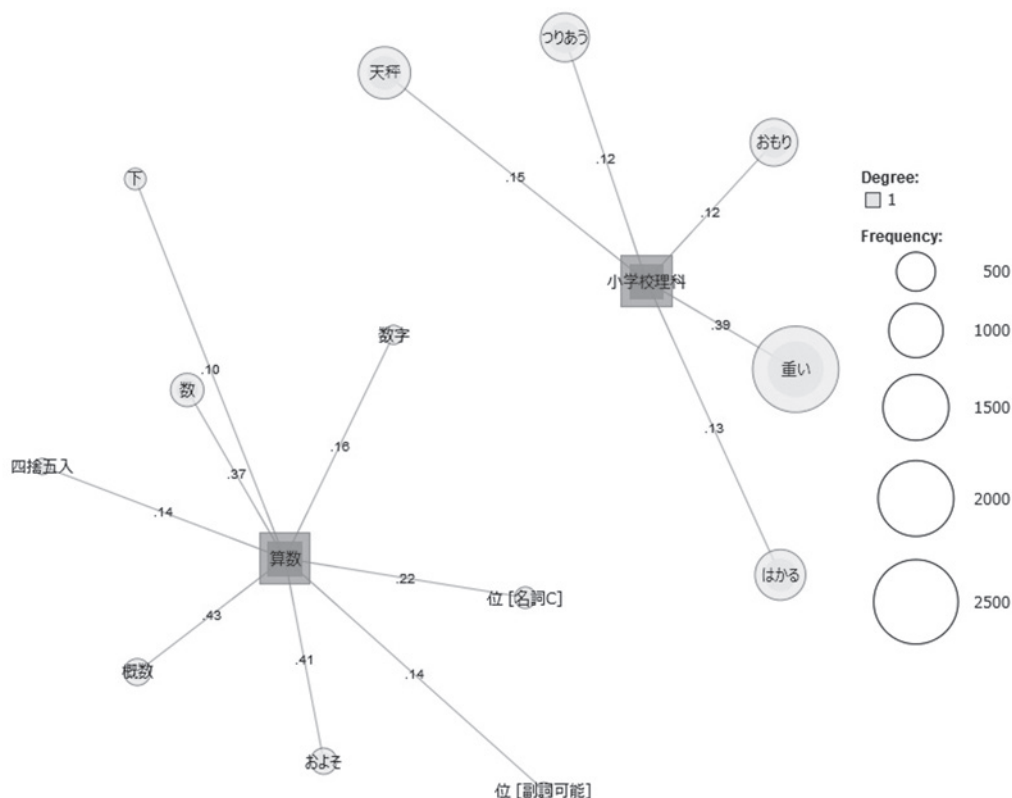 つりあう
天秤
おもり
.12
.15
.12
下
Degree:
1
Frequency:
500
小学校理科
数字
.39
1000
.10
重い
数
1500
.16
.13
四捨五入
.37
.14
2000
算数
.22
はかる
位 [名詞C]
2500
.43
.41
概数
.14
およそ
位 [副詞可能]